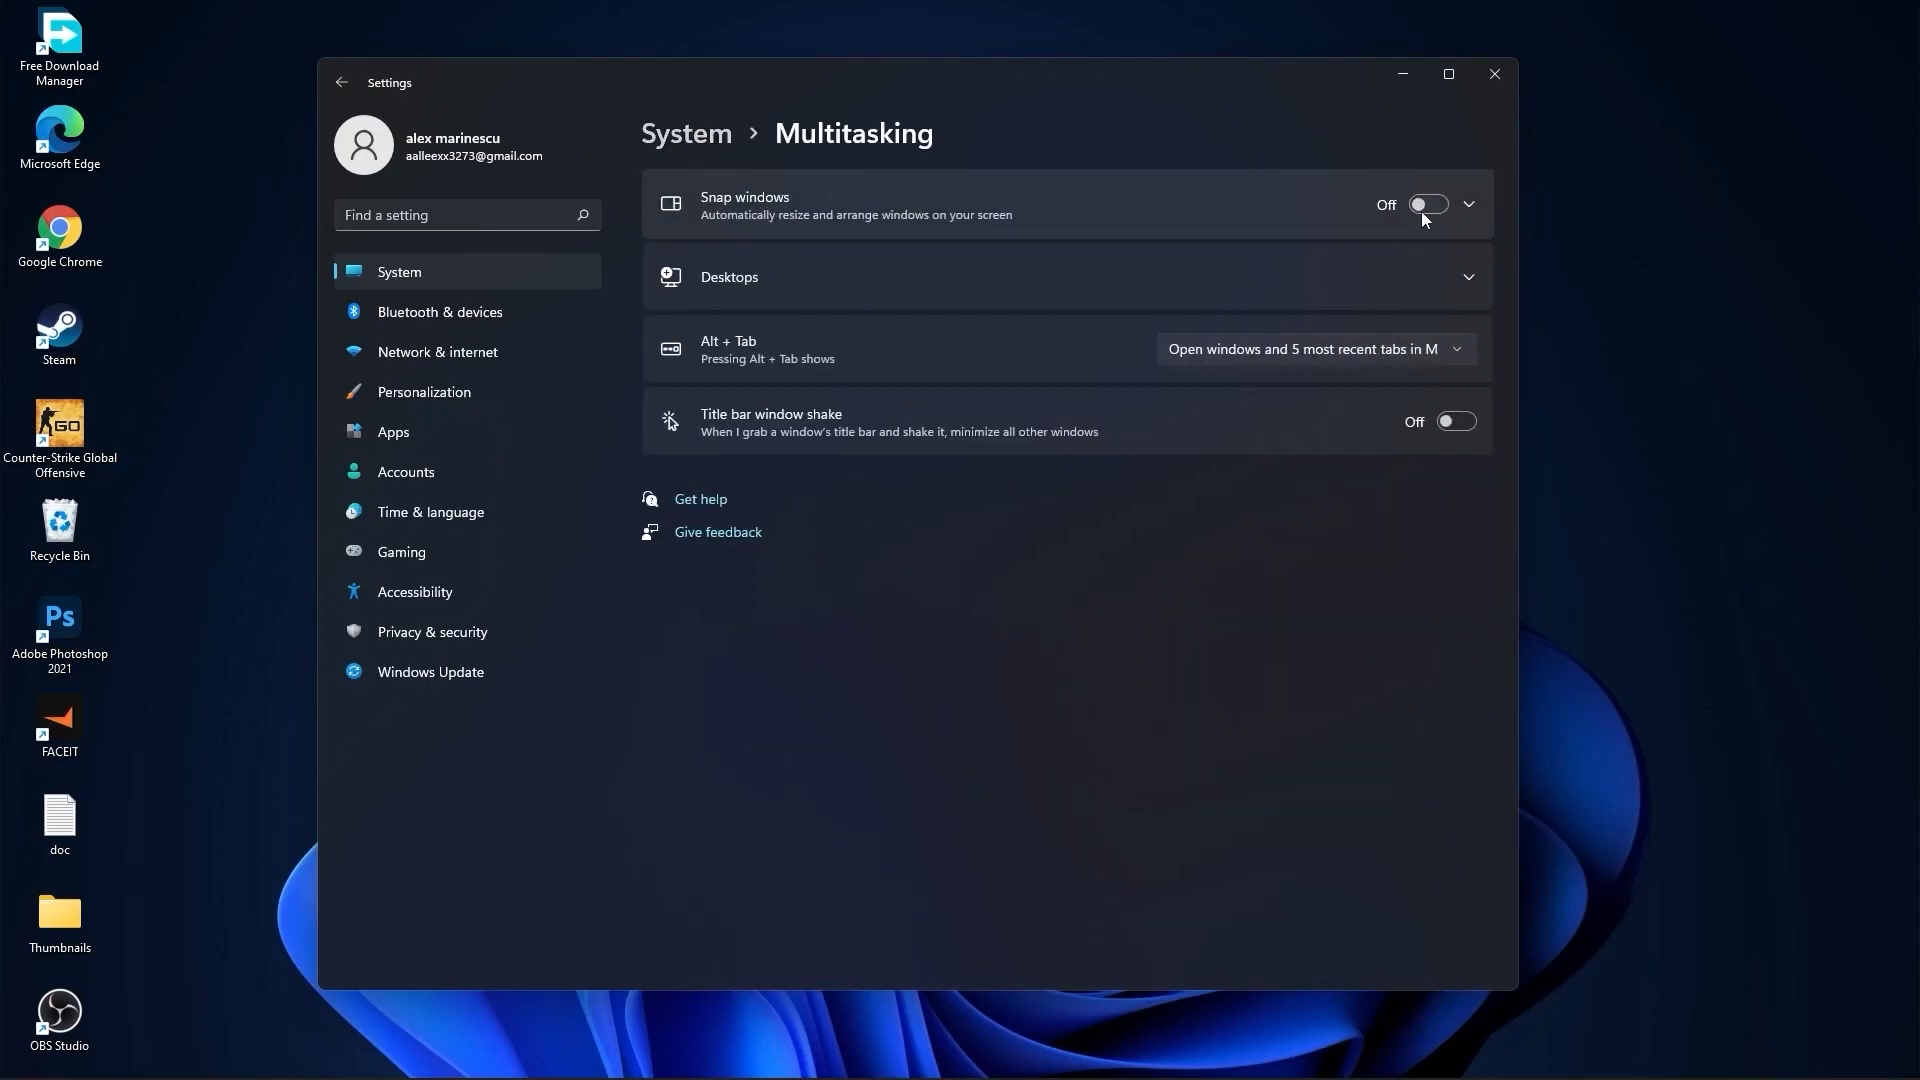 Free Download
Manager
Microsoft Edge
Google Chrome
Steam
GO
Counter-Strike Global
Offensive
Recycle Bin
Ps
Adobe Photoshop
2021
FACEIT
doc
Thumbnails
OBS Studio
Settings
alex marinescu
aalleexx3273@gmail.com
Find a setting
System
Bluetooth & devices
Network & internet
Personalization
Apps
Accounts
Time & language
Gaming
Accessibility
Privacy & security
Windows Update
System > Multitasking
Snap windows
Automatically resize and arrange windows on your screen
Off
Desktops
Alt + Tab
Pressing Alt + Tab shows
Open windows and 5 most recent tabs in M
Title bar window shake
When I grab a window's title bar and shake it, minimize all other windows
Off
Get help
Give feedback